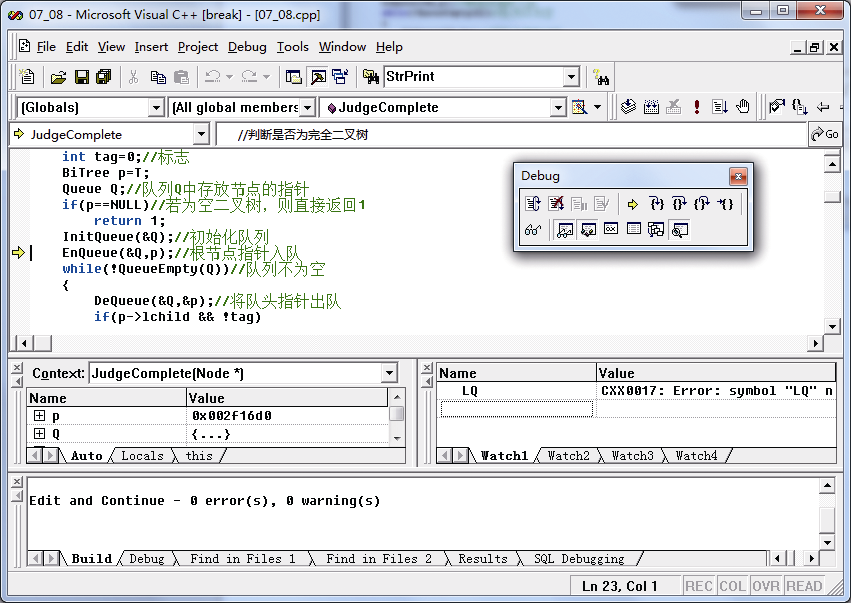 07_08 - Microsoft Visual C++ [break] - [07_08.cpp]
File Edit View Insert Project Debug Tools Window Help
StrPrint
(Globals) (All global members JudgeComplete
JudgeComplete //判断是否为完全二叉树 Go
int tag=0;//标志
BiTree p=T;
Queue Q;//队列Q中存放节点的指针
if(p==NULL)//若为空二叉树，则直接返回1
return 1;
InitQueue(&Q);//初始化队列
EnQueue(&Q,p);//根节点指针入队
while(!QueueEmpty(Q))//队列不为空
{
DeQueue(&Q,&p);//将队头指针出队
if(p->lchild && !tag)
Debug
Context: JudgeComplete(Node *)
Name Value
p 0x002f16d0
Q {...}
Auto Locals this
Name Value
LQ CXX0017: Error: symbol "LQ" n
Watch1 Watch2 Watch3 Watch4
Edit and Continue - 0 error(s), 0 warning(s)
Build Debug Find in Files 1 Find in Files 2 Results SQL Debugging
Ln 23, Col 1 REC COL OVR READ